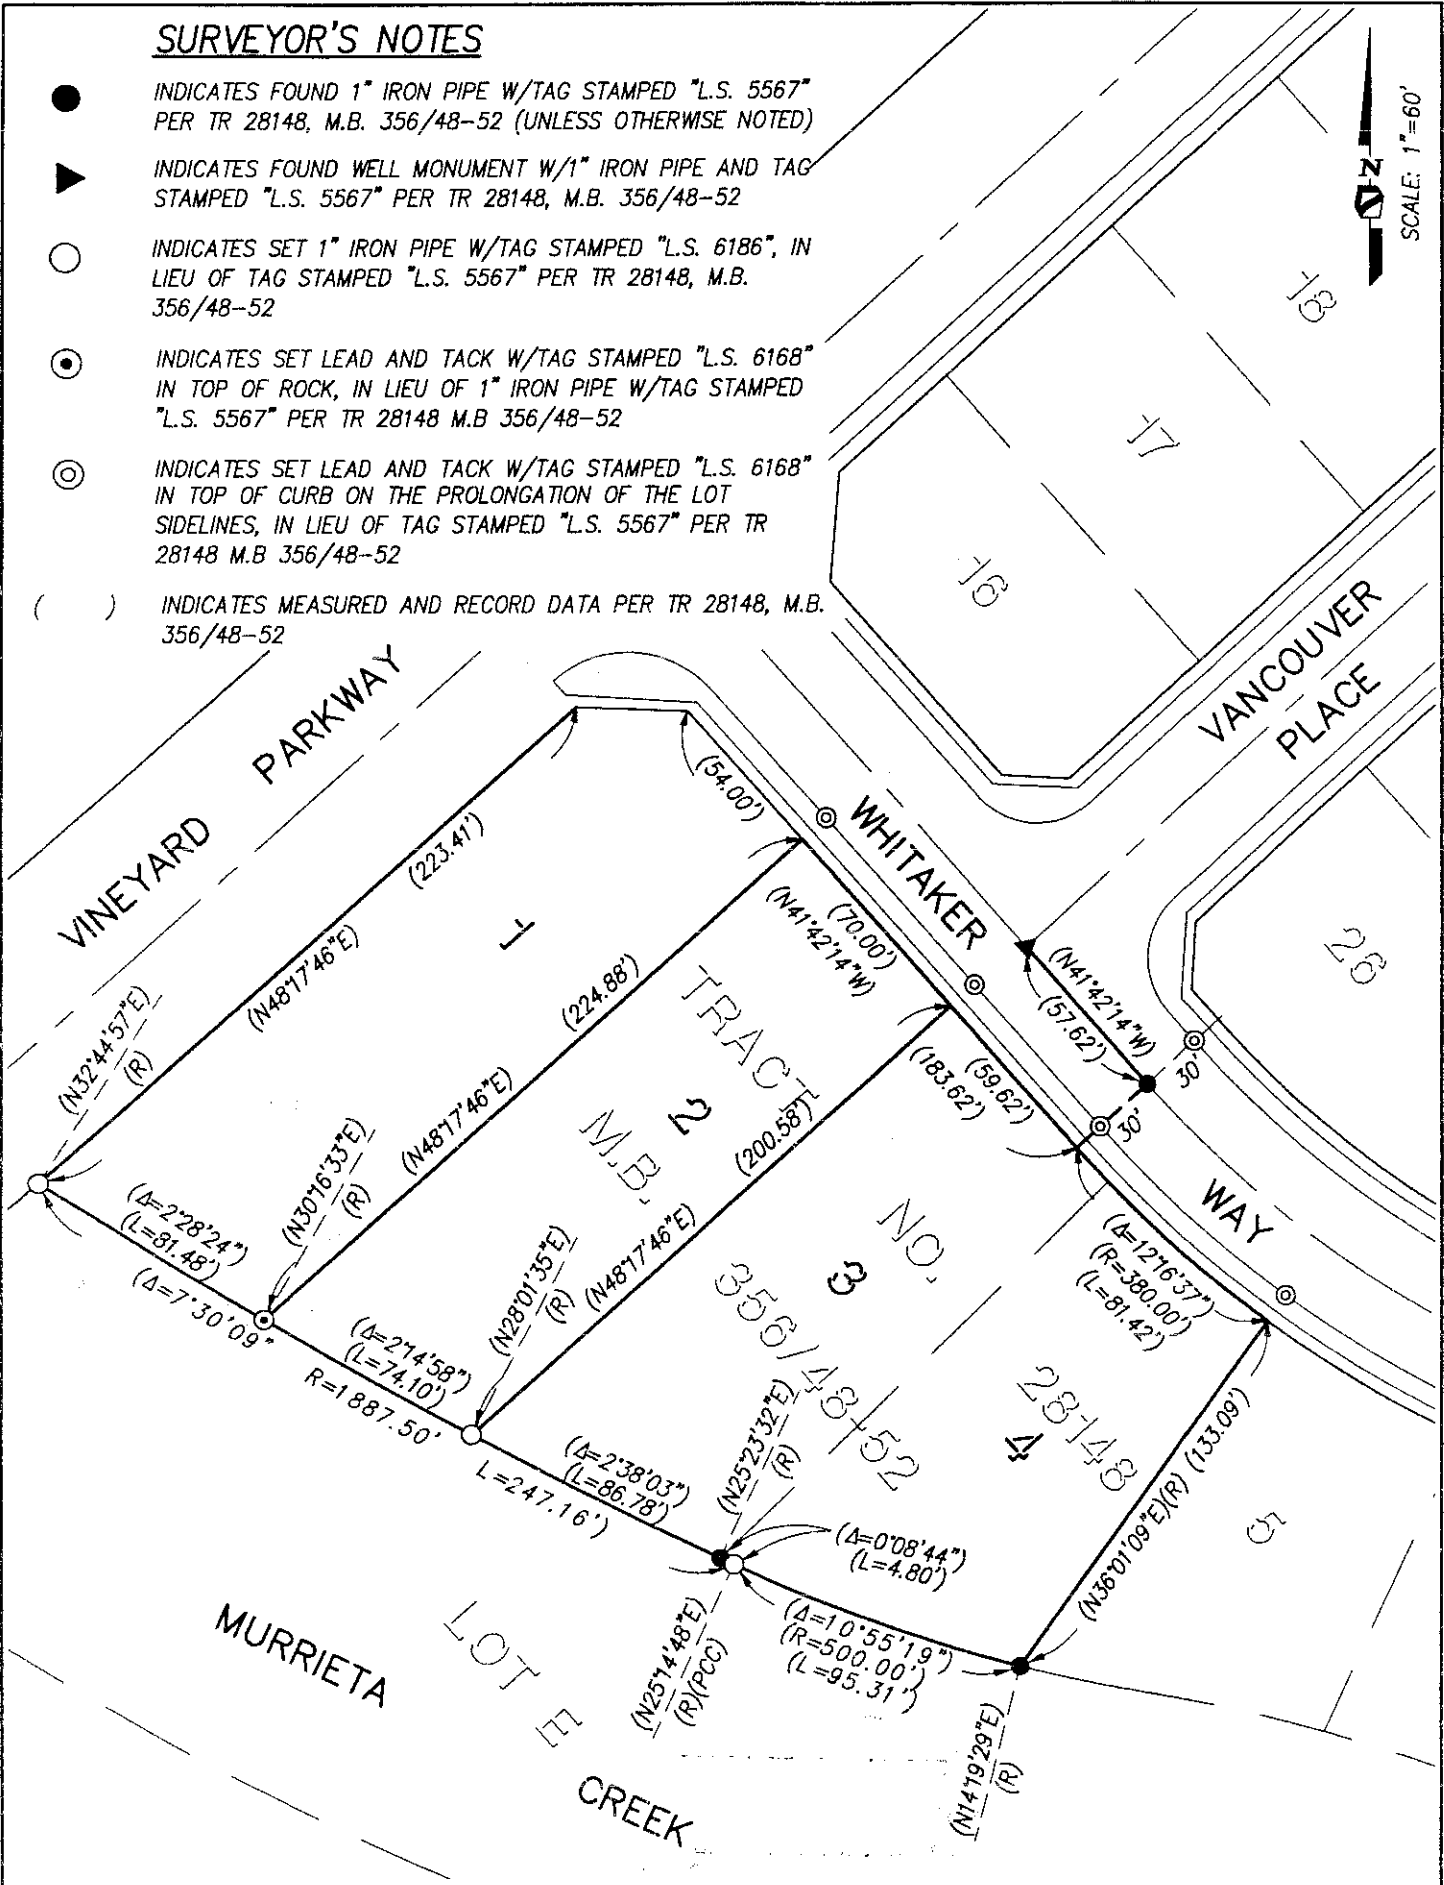 SURVEYOR'S NOTES
INDICATES FOUND 1" IRON PIPE W/TAG STAMPED "L.S. 5567"
PER TR 28148, M.B. 356/48-52 (UNLESS OTHERWISE NOTED)
INDICATES FOUND WELL MONUMENT W/1" IRON PIPE AND TAG
STAMPED "L.S. 5567" PER TR 28148, M.B. 356/48-52
INDICATES SET 1" IRON PIPE W/TAG STAMPED "L.S. 6186", IN
LIEU OF TAG STAMPED "L.S. 5567" PER TR 28148, M.B.
356/48-52
INDICATES SET LEAD AND TACK W/TAG STAMPED "L.S. 6168"
IN TOP OF ROCK, IN LIEU OF 1" IRON PIPE W/TAG STAMPED
"L.S. 5567" PER TR 28148 M.B 356/48-52
INDICATES SET LEAD AND TACK W/TAG STAMPED "L.S. 6168"
IN TOP OF CURB ON THE PROLONGATION OF THE LOT
SIDELINES, IN LIEU OF TAG STAMPED "L.S. 5567" PER TR
28148 M.B 356/48-52
( ) INDICATES MEASURED AND RECORD DATA PER TR 28148, M.B.
356/48-52
N
SCALE: 1"=60'
18
17
16
26
VANCOUVER
PLACE
VINEYARD PARKWAY
WHITAKER
WAY
(54.00')
(223.41')
(N48°17'46"E)
1
(224.88')
(N48°17'46"E)
(70.00')
(N41°42'14"W)
(N41°42'14"W)
(57.62')
30'
30'
(59.62')
(183.62')
(200.58')
(N48°17'46"E)
2
3
4
5
TRACT
NO.
28148
M.B.
356/48-52
(N32°44'57"E)
(R)
(N30°16'33"E)
(R)
(N28°01'35"E)
(R)
(N25°23'32"E)
(R)
(Δ=2°28'24")
(L=81.48')
(Δ=7°30'09"
(Δ=2°14'58")
(L=74.10')
R=1887.50'
(Δ=2°38'03")
(L=86.78')
L=247.16')
(Δ=0°08'44")
(L=4.80')
(Δ=12°16'37")
(R=380.00')
(L=81.42')
(N36°01'09"E)(R) (133.09')
(Δ=10°55'19")
(R=500.00')
(L=95.31')
(N25°14'48"E)
(R)(PCC)
(N14°19'29"E)
(R)
LOT E
MURRIETA
CREEK